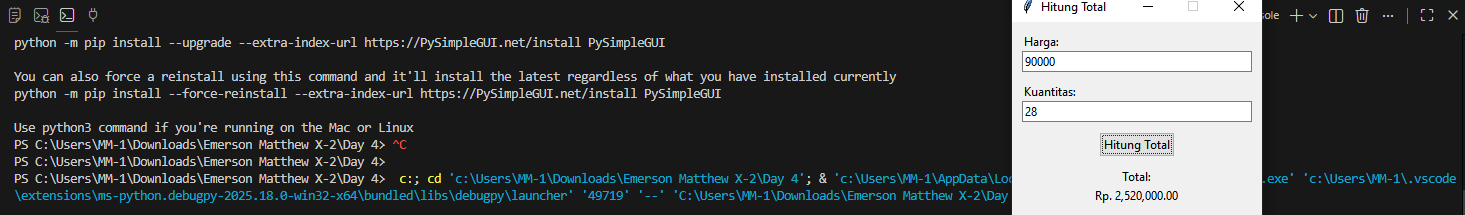 python -m pip install --upgrade --extra-index-url https://PySimpleGUI.net/install PySimpleGUI
You can also force a reinstall using this command and it'll install the latest regardless of what you have installed currently
python -m pip install --force-reinstall --extra-index-url https://PySimpleGUI.net/install PySimpleGUI
Use python3 command if you're running on the Mac or Linux
PS C:\Users\MM-1\Downloads\Emerson Matthew X-2\Day 4> ^C
PS C:\Users\MM-1\Downloads\Emerson Matthew X-2\Day 4>
PS C:\Users\MM-1\Downloads\Emerson Matthew X-2\Day 4>  c:; cd 'c:\Users\MM-1\Downloads\Emerson Matthew X-2\Day 4'; & 'c:\Users\MM-1\AppData\Loc
.exe' 'c:\Users\MM-1\.vscode
\extensions\ms-python.debugpy-2025.18.0-win32-x64\bundled\libs\debugpy\launcher' '49719' '--' 'C:\Users\MM-1\Downloads\Emerson Matthew X-2\Day
Hitung Total
Harga:
90000
Kuantitas:
28
Hitung Total
Total:
Rp. 2,520,000.00